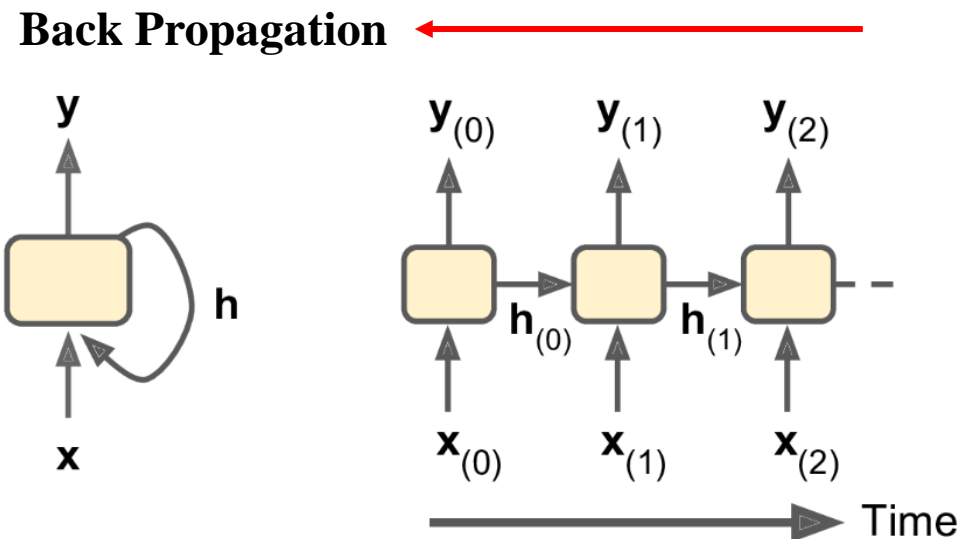 Back Propagation
y
y(0) y(1) y(2)
h
h(0) h(1)
x
x(0) x(1) x(2)
Time